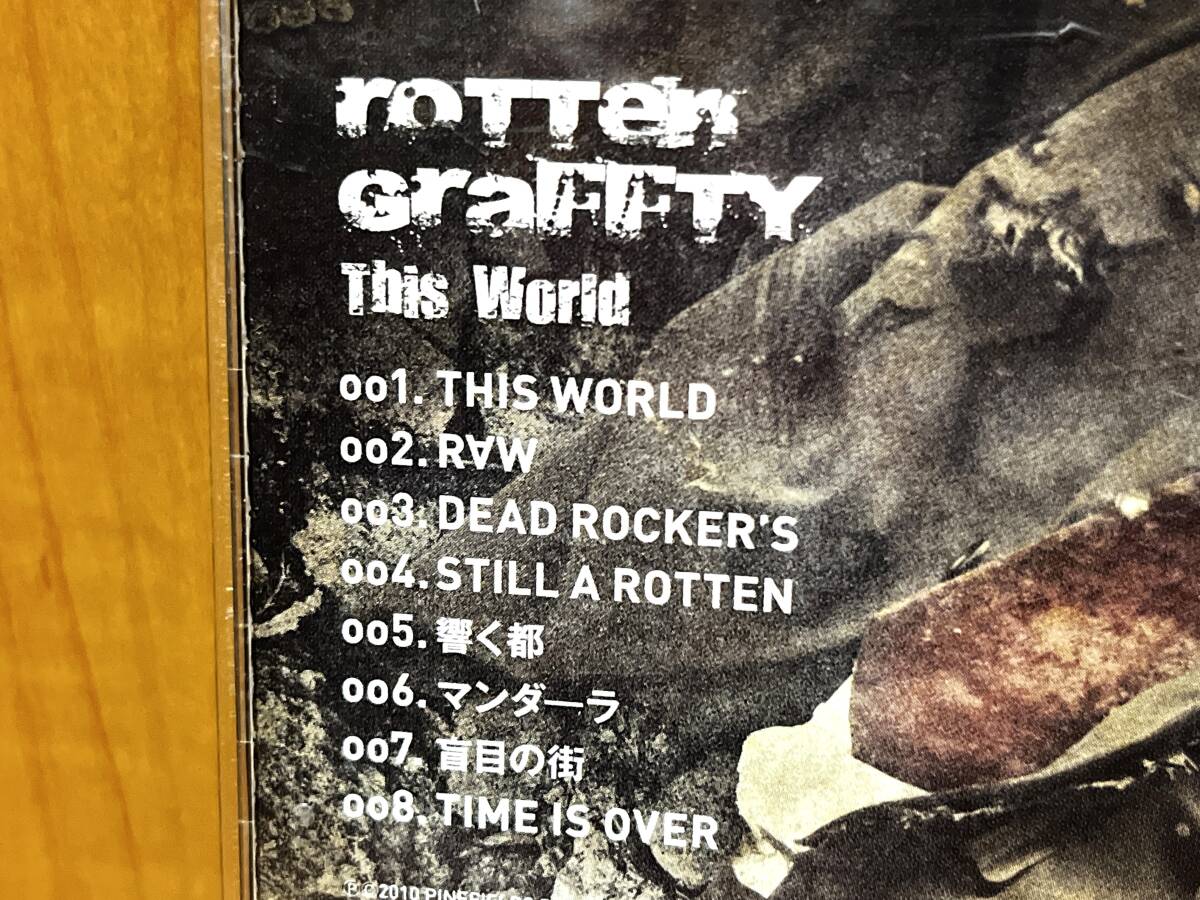 ROTTEN
GRAFFTY
This World
001. THIS WORLD
002. R∀W
003. DEAD ROCKER'S
004. STILL A ROTTEN
005. 響く都
006. マンダーラ
007. 盲目の街
008. TIME IS OVER
℗©2010